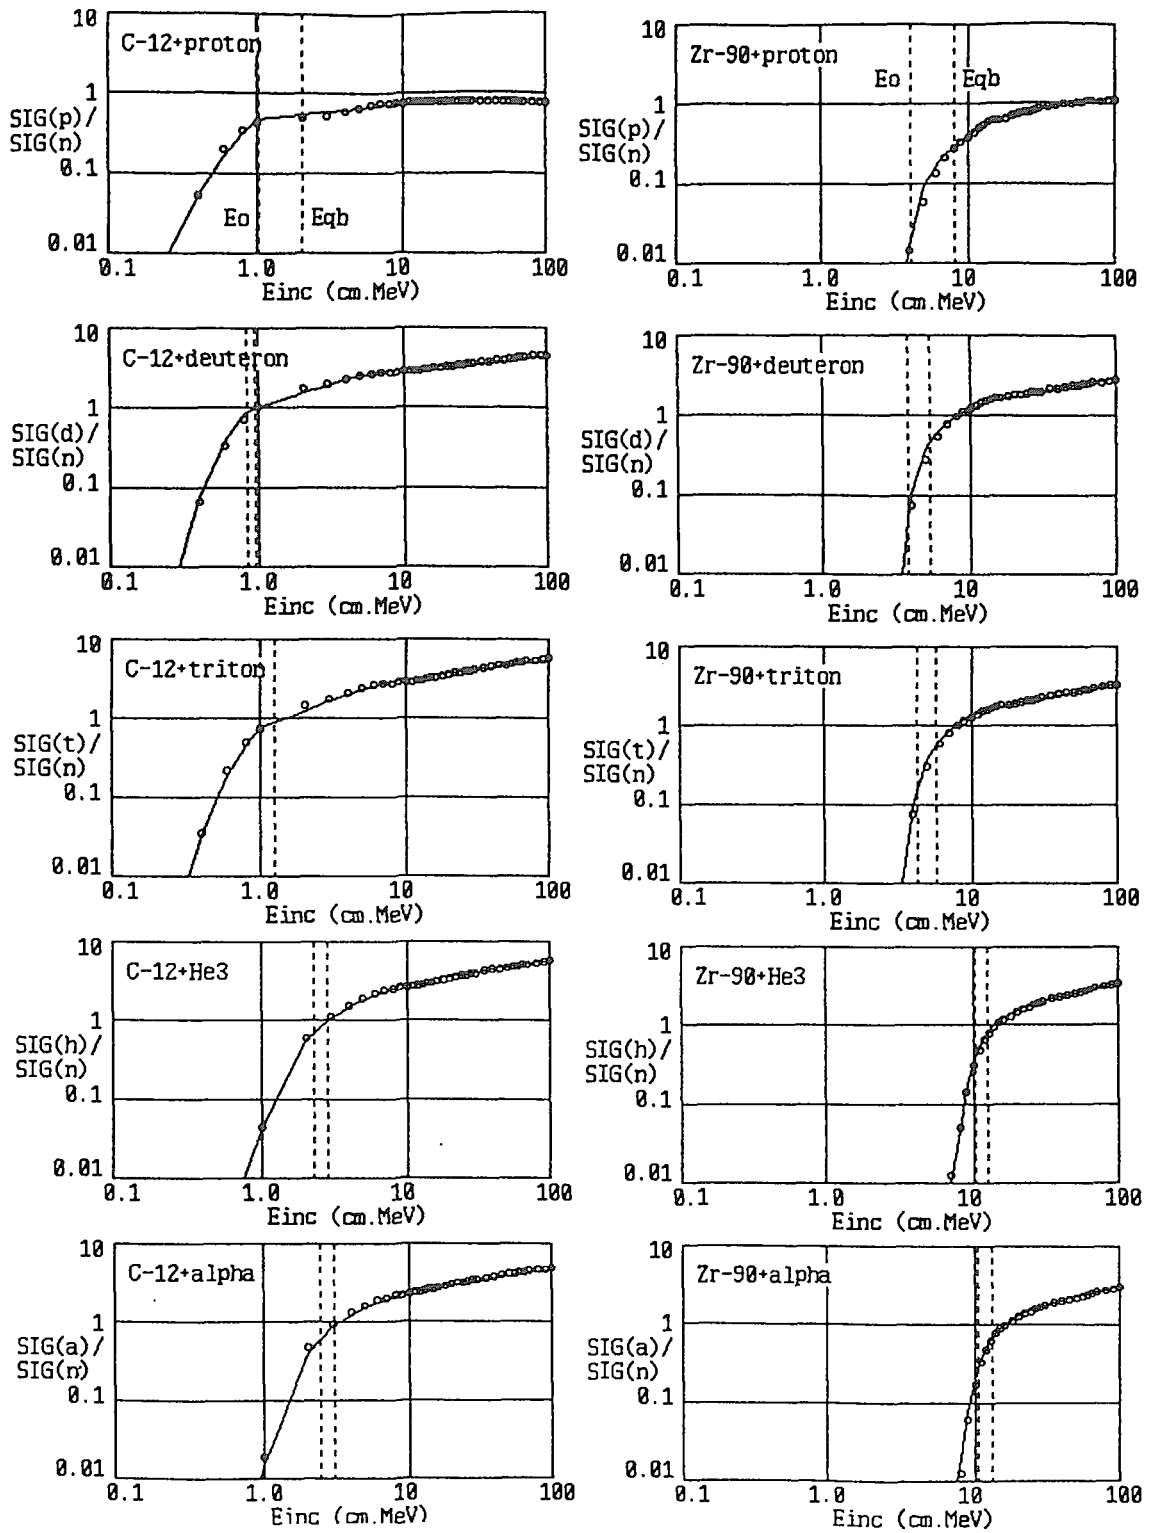 10
C-12+proton
1
SIG(p)/
SIG(n)
0.1
Eo
Eqb
0.01
0.1
1.0
10
100
Einc (cm.MeV)
10
Zr-90+proton
Eo
Eqb
1
SIG(p)/
SIG(n)
0.1
0.01
0.1
1.0
10
100
Einc (cm.MeV)
10
C-12+deuteron
1
SIG(d)/
SIG(n)
0.1
0.01
0.1
1.0
10
100
Einc (cm.MeV)
10
Zr-90+deuteron
1
SIG(d)/
SIG(n)
0.1
0.01
0.1
1.0
10
100
Einc (cm.MeV)
10
C-12+triton
1
SIG(t)/
SIG(n)
0.1
0.01
0.1
1.0
10
100
Einc (cm.MeV)
10
Zr-90+triton
1
SIG(t)/
SIG(n)
0.1
0.01
0.1
1.0
10
100
Einc (cm.MeV)
10
C-12+He3
1
SIG(h)/
SIG(n)
0.1
0.01
0.1
1.0
10
100
Einc (cm.MeV)
10
Zr-90+He3
1
SIG(h)/
SIG(n)
0.1
0.01
0.1
1.0
10
100
Einc (cm.MeV)
10
C-12+alpha
1
SIG(a)/
SIG(n)
0.1
0.01
0.1
1.0
10
100
Einc (cm.MeV)
10
Zr-90+alpha
1
SIG(a)/
SIG(n)
0.1
0.01
0.1
1.0
10
100
Einc (cm.MeV)